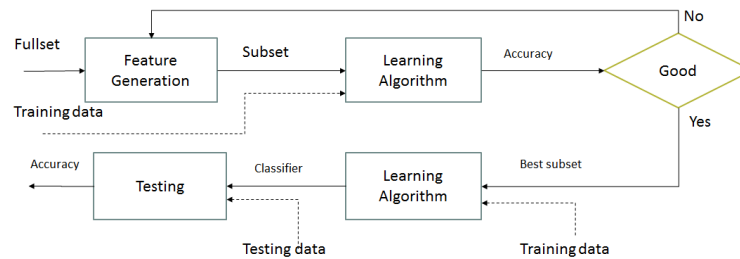 No
Fullset
Feature
Generation
Subset
Learning
Algorithm
Accuracy
Good
Training data
Yes
Accuracy
Testing
Classifier
Learning
Algorithm
Best subset
Testing data
Training data